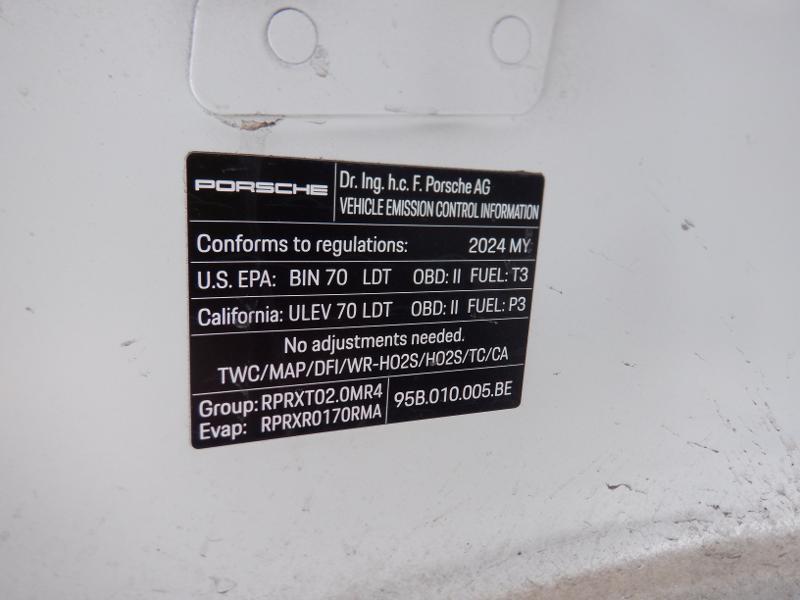 PORSCHE
Dr. Ing. h.c. F. Porsche AG
VEHICLE EMISSION CONTROL INFORMATION
Conforms to regulations: 2024 MY
U.S. EPA: BIN 70 LDT OBD: II FUEL: T3
California: ULEV 70 LDT OBD: II FUEL: P3
No adjustments needed.
TWC/MAP/DFI/WR-HO2S/HO2S/TC/CA
Group: RPRXT02.0MR4
Evap: RPRXR0170RMA
95B.010.005.BE